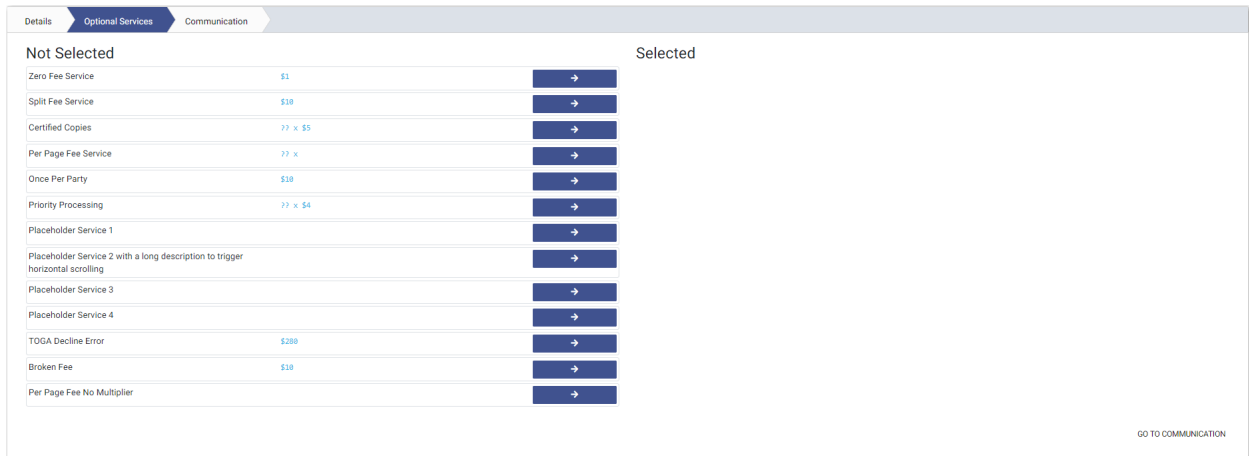 Details
Optional Services
Communication
Not Selected
Selected
Zero Fee Service $1
Split Fee Service $10
Certified Copies ?? x $5
Per Page Fee Service ?? x
Once Per Party $10
Priority Processing ?? x $4
Placeholder Service 1
Placeholder Service 2 with a long description to trigger
horizontal scrolling
Placeholder Service 3
Placeholder Service 4
TOGA Decline Error $280
Broken Fee $10
Per Page Fee No Multiplier
GO TO COMMUNICATION